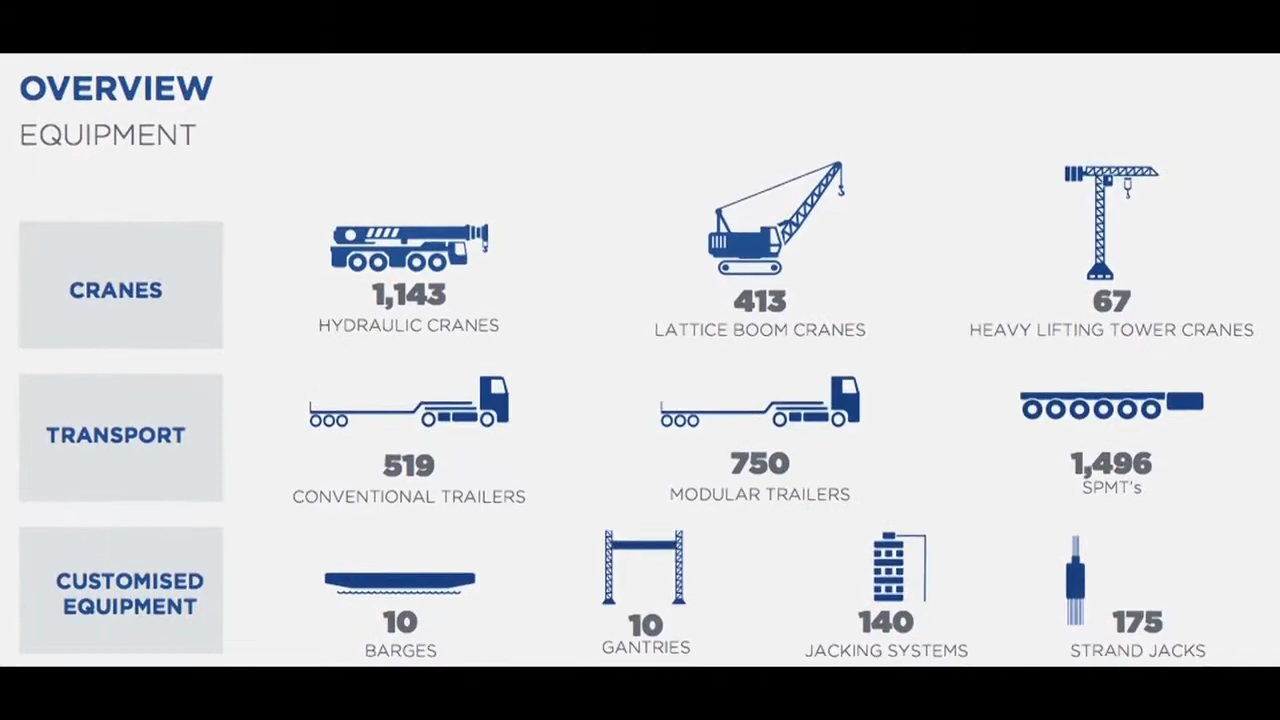 OVERVIEW
EQUIPMENT
CRANES
1,143
HYDRAULIC CRANES
413
LATTICE BOOM CRANES
67
HEAVY LIFTING TOWER CRANES
TRANSPORT
519
CONVENTIONAL TRAILERS
750
MODULAR TRAILERS
1,496
SPMT's
CUSTOMISED
EQUIPMENT
10
BARGES
10
GANTRIES
140
JACKING SYSTEMS
175
STRAND JACKS